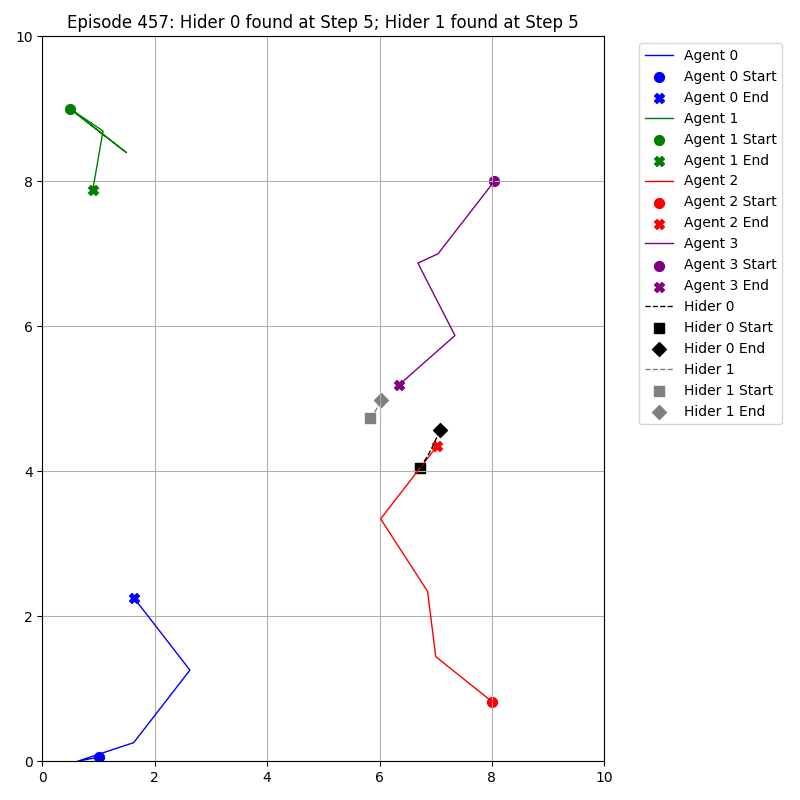 Episode 457: Hider 0 found at Step 5; Hider 1 found at Step 5
10
8
6
4
2
0
0 2 4 6 8 10
Agent 0
Agent 0 Start
Agent 0 End
Agent 1
Agent 1 Start
Agent 1 End
Agent 2
Agent 2 Start
Agent 2 End
Agent 3
Agent 3 Start
Agent 3 End
Hider 0
Hider 0 Start
Hider 0 End
Hider 1
Hider 1 Start
Hider 1 End